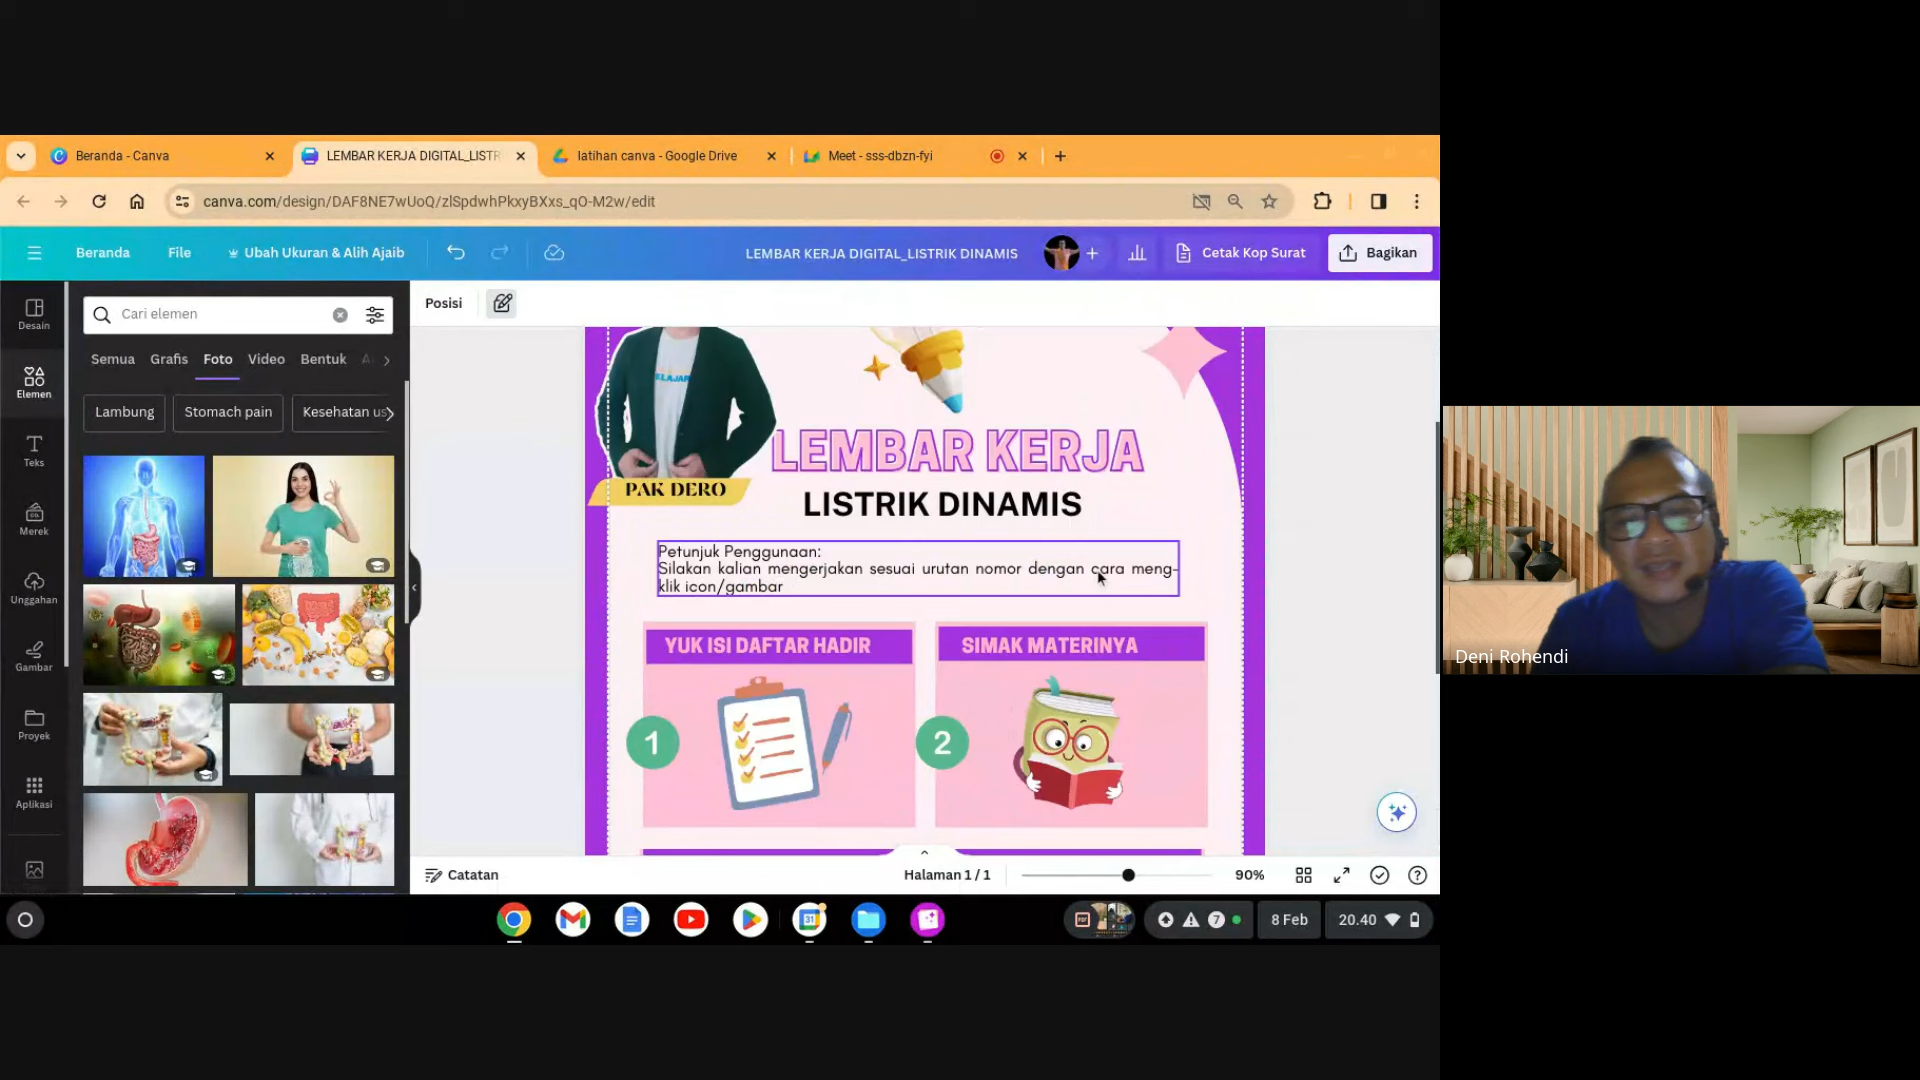 Beranda - Canva
LEMBAR KERJA DIGITAL_LISTR
latihan canva - Google Drive
Meet - sss-dbzn-fyi
canva.com/design/DAF8NE7wUoQ/zlSpdwhPkxyBXxs_qO-M2w/edit
Beranda
File
Ubah Ukuran & Alih Ajaib
LEMBAR KERJA DIGITAL_LISTRIK DINAMIS
Cetak Kop Surat
Bagikan
Desain
Elemen
Teks
Merek
Unggahan
Gambar
Proyek
Aplikasi
Cari elemen
Semua
Grafis
Foto
Video
Bentuk
A
Lambung
Stomach pain
Kesehatan us
Posisi
ELAJAR
PAK DERO
LEMBAR KERJA
LISTRIK DINAMIS
Petunjuk Penggunaan:
Silakan kalian mengerjakan sesuai urutan nomor dengan cara meng-
klik icon/gambar
YUK ISI DAFTAR HADIR
SIMAK MATERINYA
1
2
Catatan
Halaman 1 / 1
90%
31
7
8 Feb
20.40
Deni Rohendi